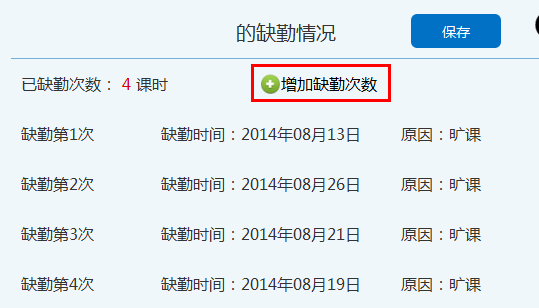 的缺勤情况 保存
已缺勤次数： 4 课时 增加缺勤次数
缺勤第1次 缺勤时间：2014年08月13日 原因：旷课
缺勤第2次 缺勤时间：2014年08月26日 原因：旷课
缺勤第3次 缺勤时间：2014年08月21日 原因：旷课
缺勤第4次 缺勤时间：2014年08月19日 原因：旷课